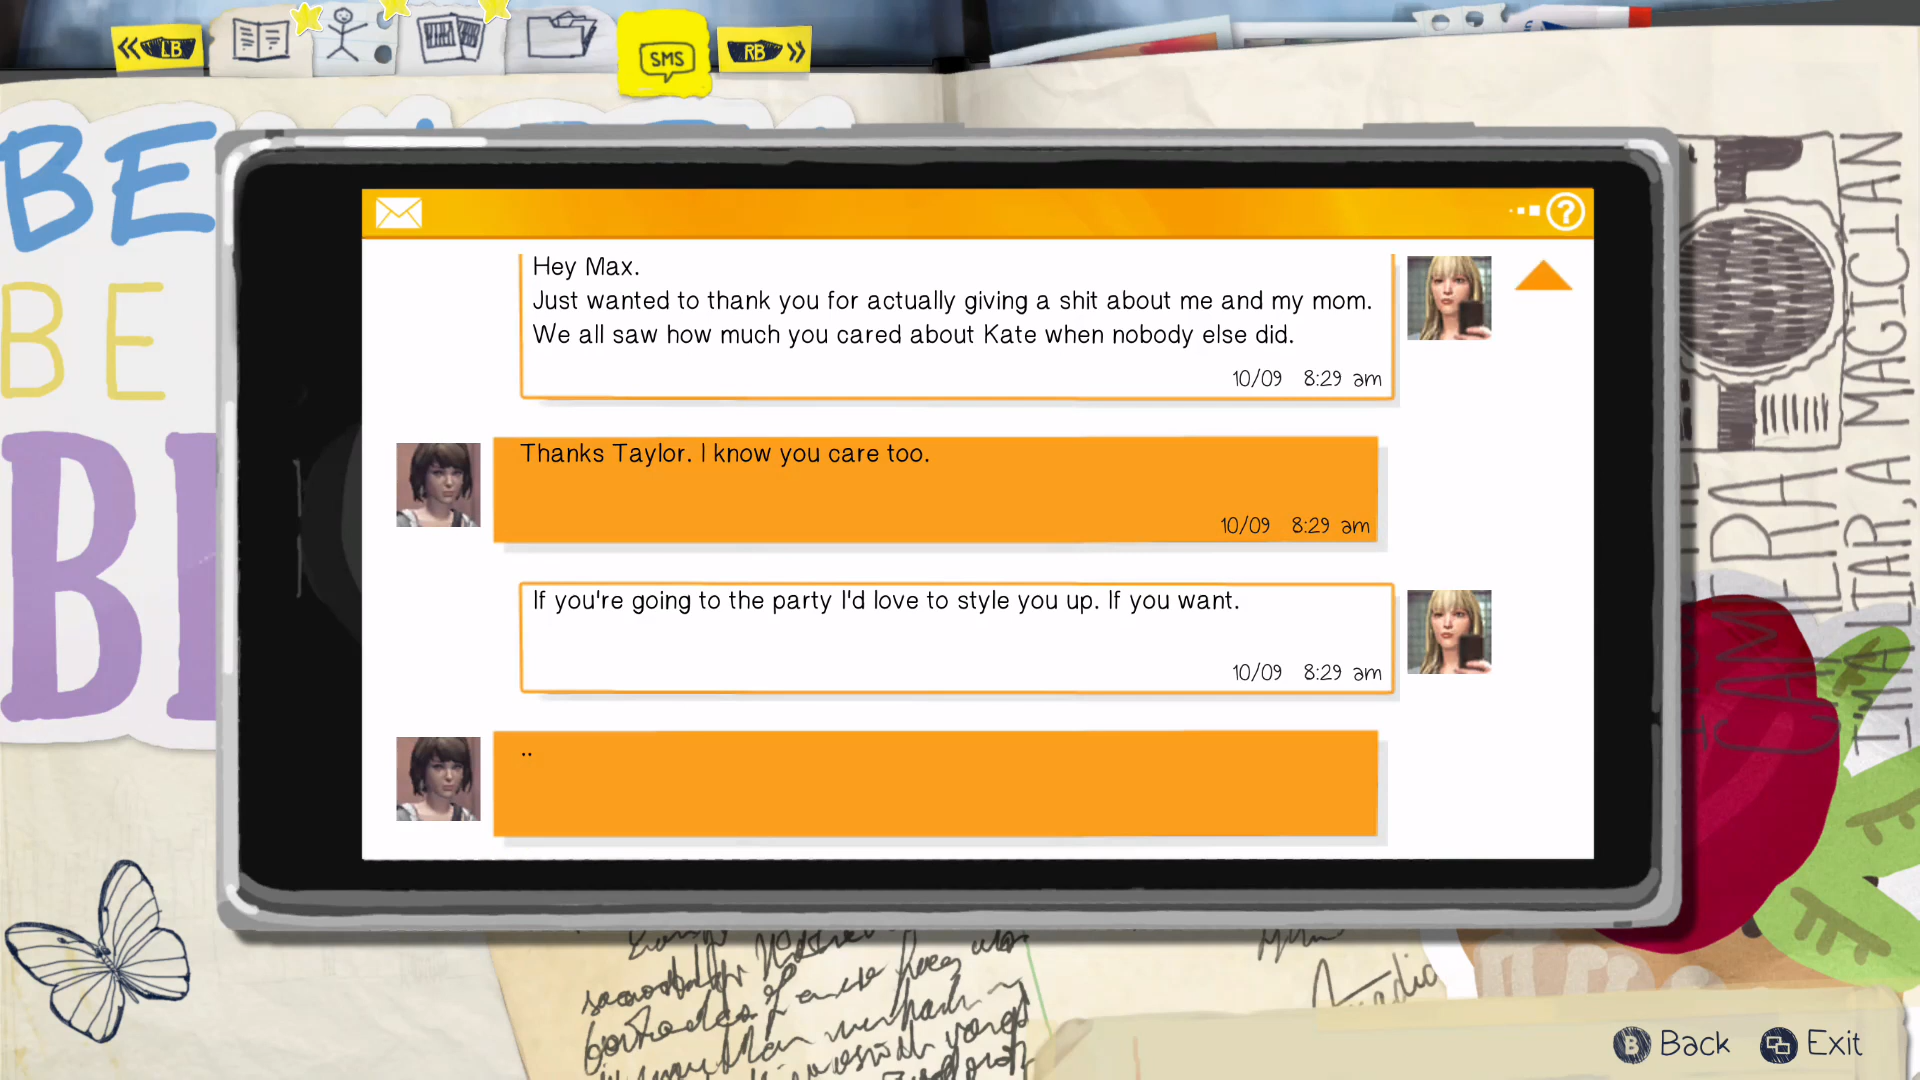 LB
SMS
RB
BE
BE
Hey Max.
Just wanted to thank you for actually giving a shit about me and my mom.
We all saw how much you cared about Kate when nobody else did.
10/09 8:29 am
Thanks Taylor. I know you care too.
10/09 8:29 am
If you're going to the party I'd love to style you up. If you want.
10/09 8:29 am
..
CAMERA
I'M A LIAR, A MAGICIAN
B Back
Exit